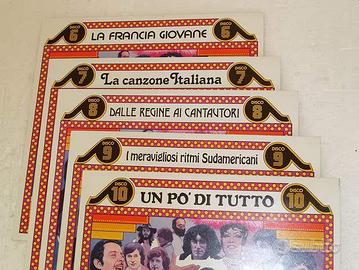 DISCO 6 LA FRANCIA GIOVANE DISCO 6
DISCO 7 La canzone Italiana DISCO 7
DISCO 8 DALLE REGINE AI CANTAUTORI DISCO 8
DISCO 9 I meravigliosi ritmi Sudamericani DISCO 9
DISCO 10 UN PO' DI TUTTO DISCO 10